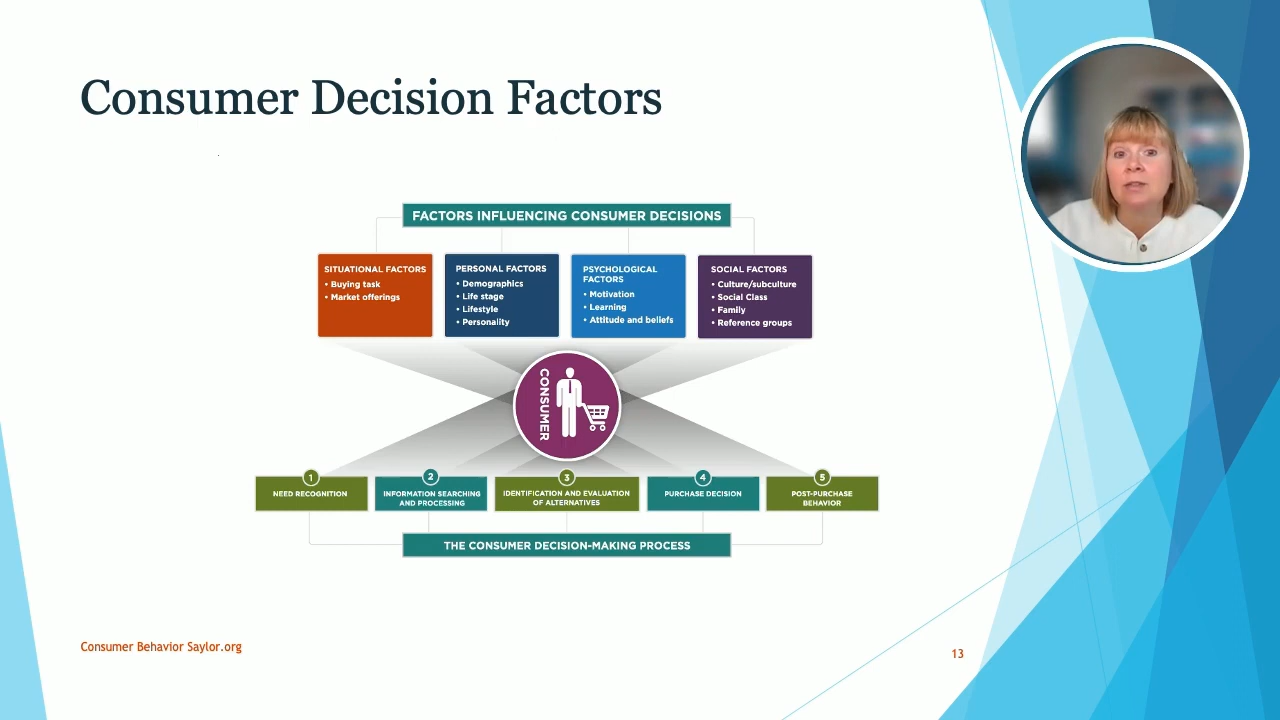 Consumer Decision Factors
FACTORS INFLUENCING CONSUMER DECISIONS
SITUATIONAL FACTORS
• Buying task
• Market offerings
PERSONAL FACTORS
• Demographics
• Life stage
• Lifestyle
• Personality
PSYCHOLOGICAL
FACTORS
• Motivation
• Learning
• Attitude and beliefs
SOCIAL FACTORS
• Culture/subculture
• Social Class
• Family
• Reference groups
CONSUMER
1
NEED RECOGNITION
2
INFORMATION SEARCHING
AND PROCESSING
3
IDENTIFICATION AND EVALUATION
OF ALTERNATIVES
4
PURCHASE DECISION
5
POST-PURCHASE
BEHAVIOR
THE CONSUMER DECISION-MAKING PROCESS
Consumer Behavior Saylor.org
13